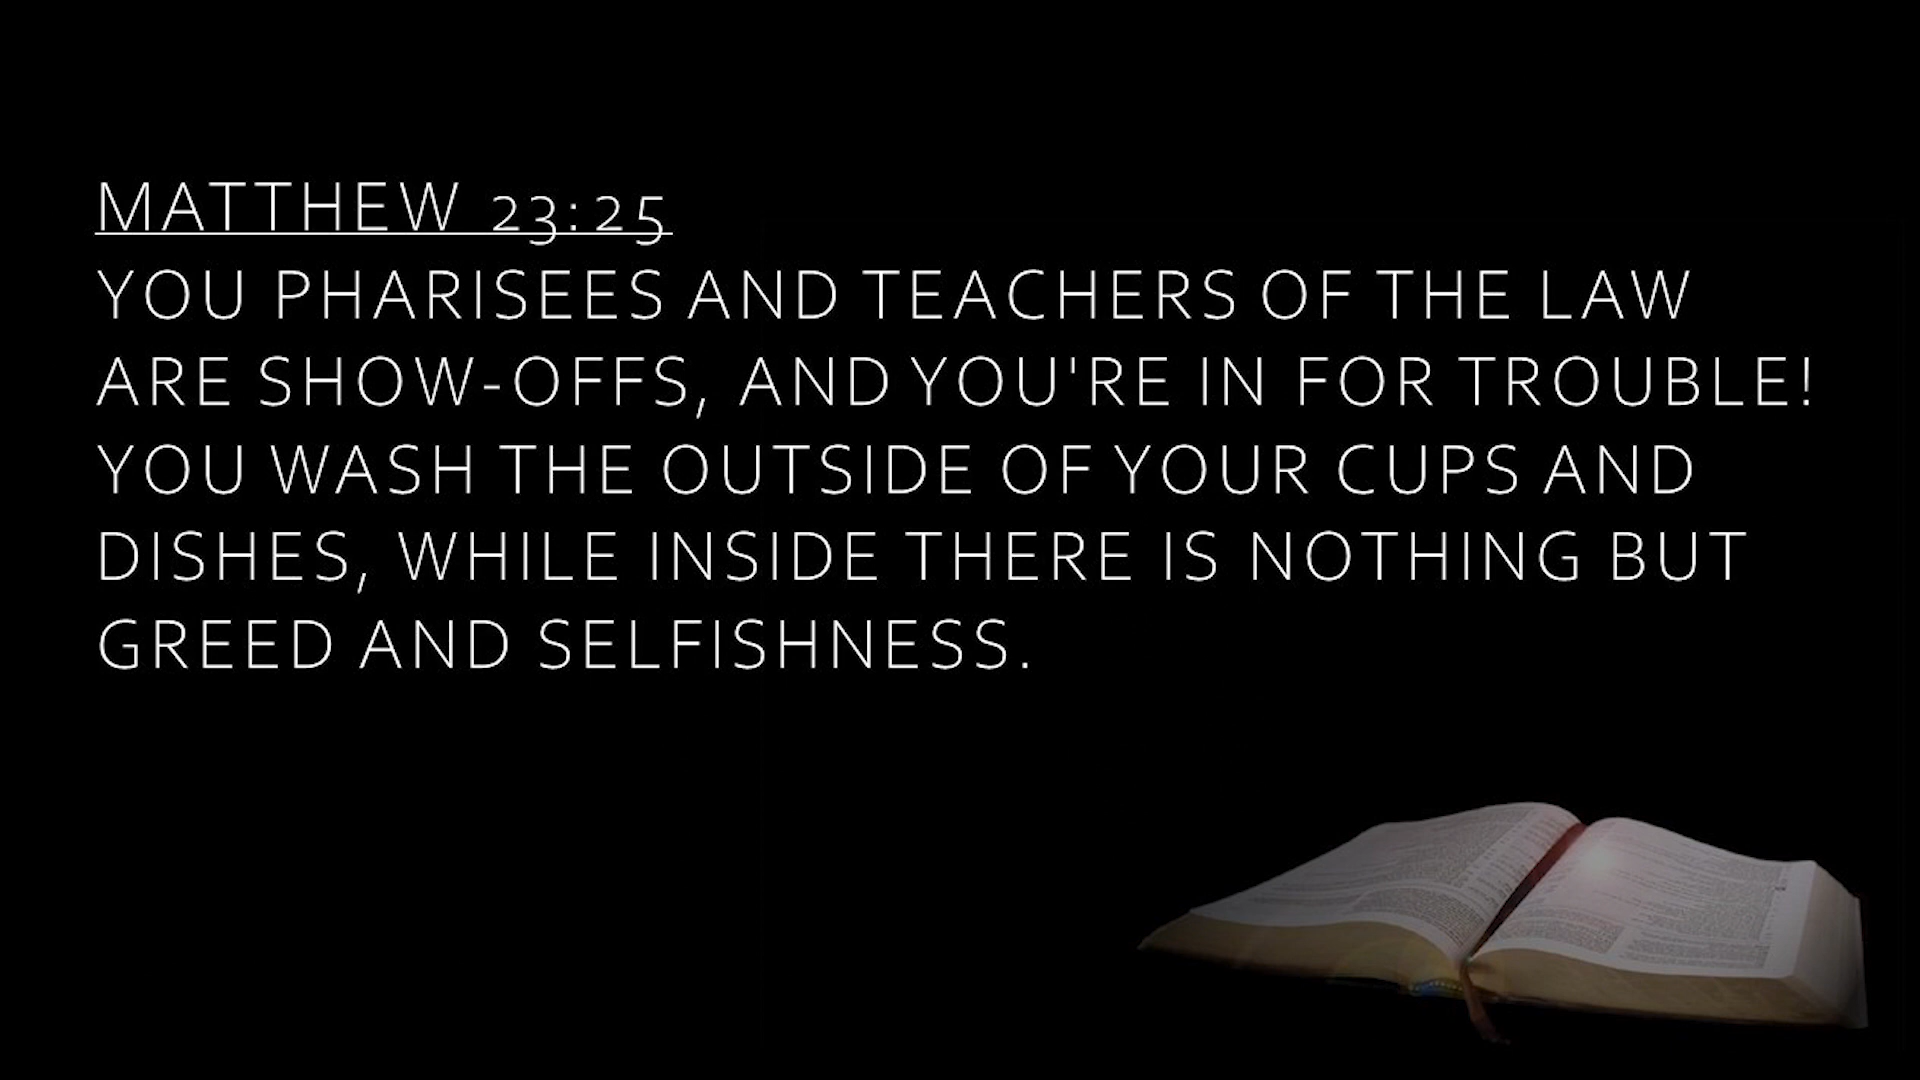 MATTHEW 23:25
YOU PHARISEES AND TEACHERS OF THE LAW
ARE SHOW-OFFS, AND YOU'RE IN FOR TROUBLE!
YOU WASH THE OUTSIDE OF YOUR CUPS AND
DISHES, WHILE INSIDE THERE IS NOTHING BUT
GREED AND SELFISHNESS.